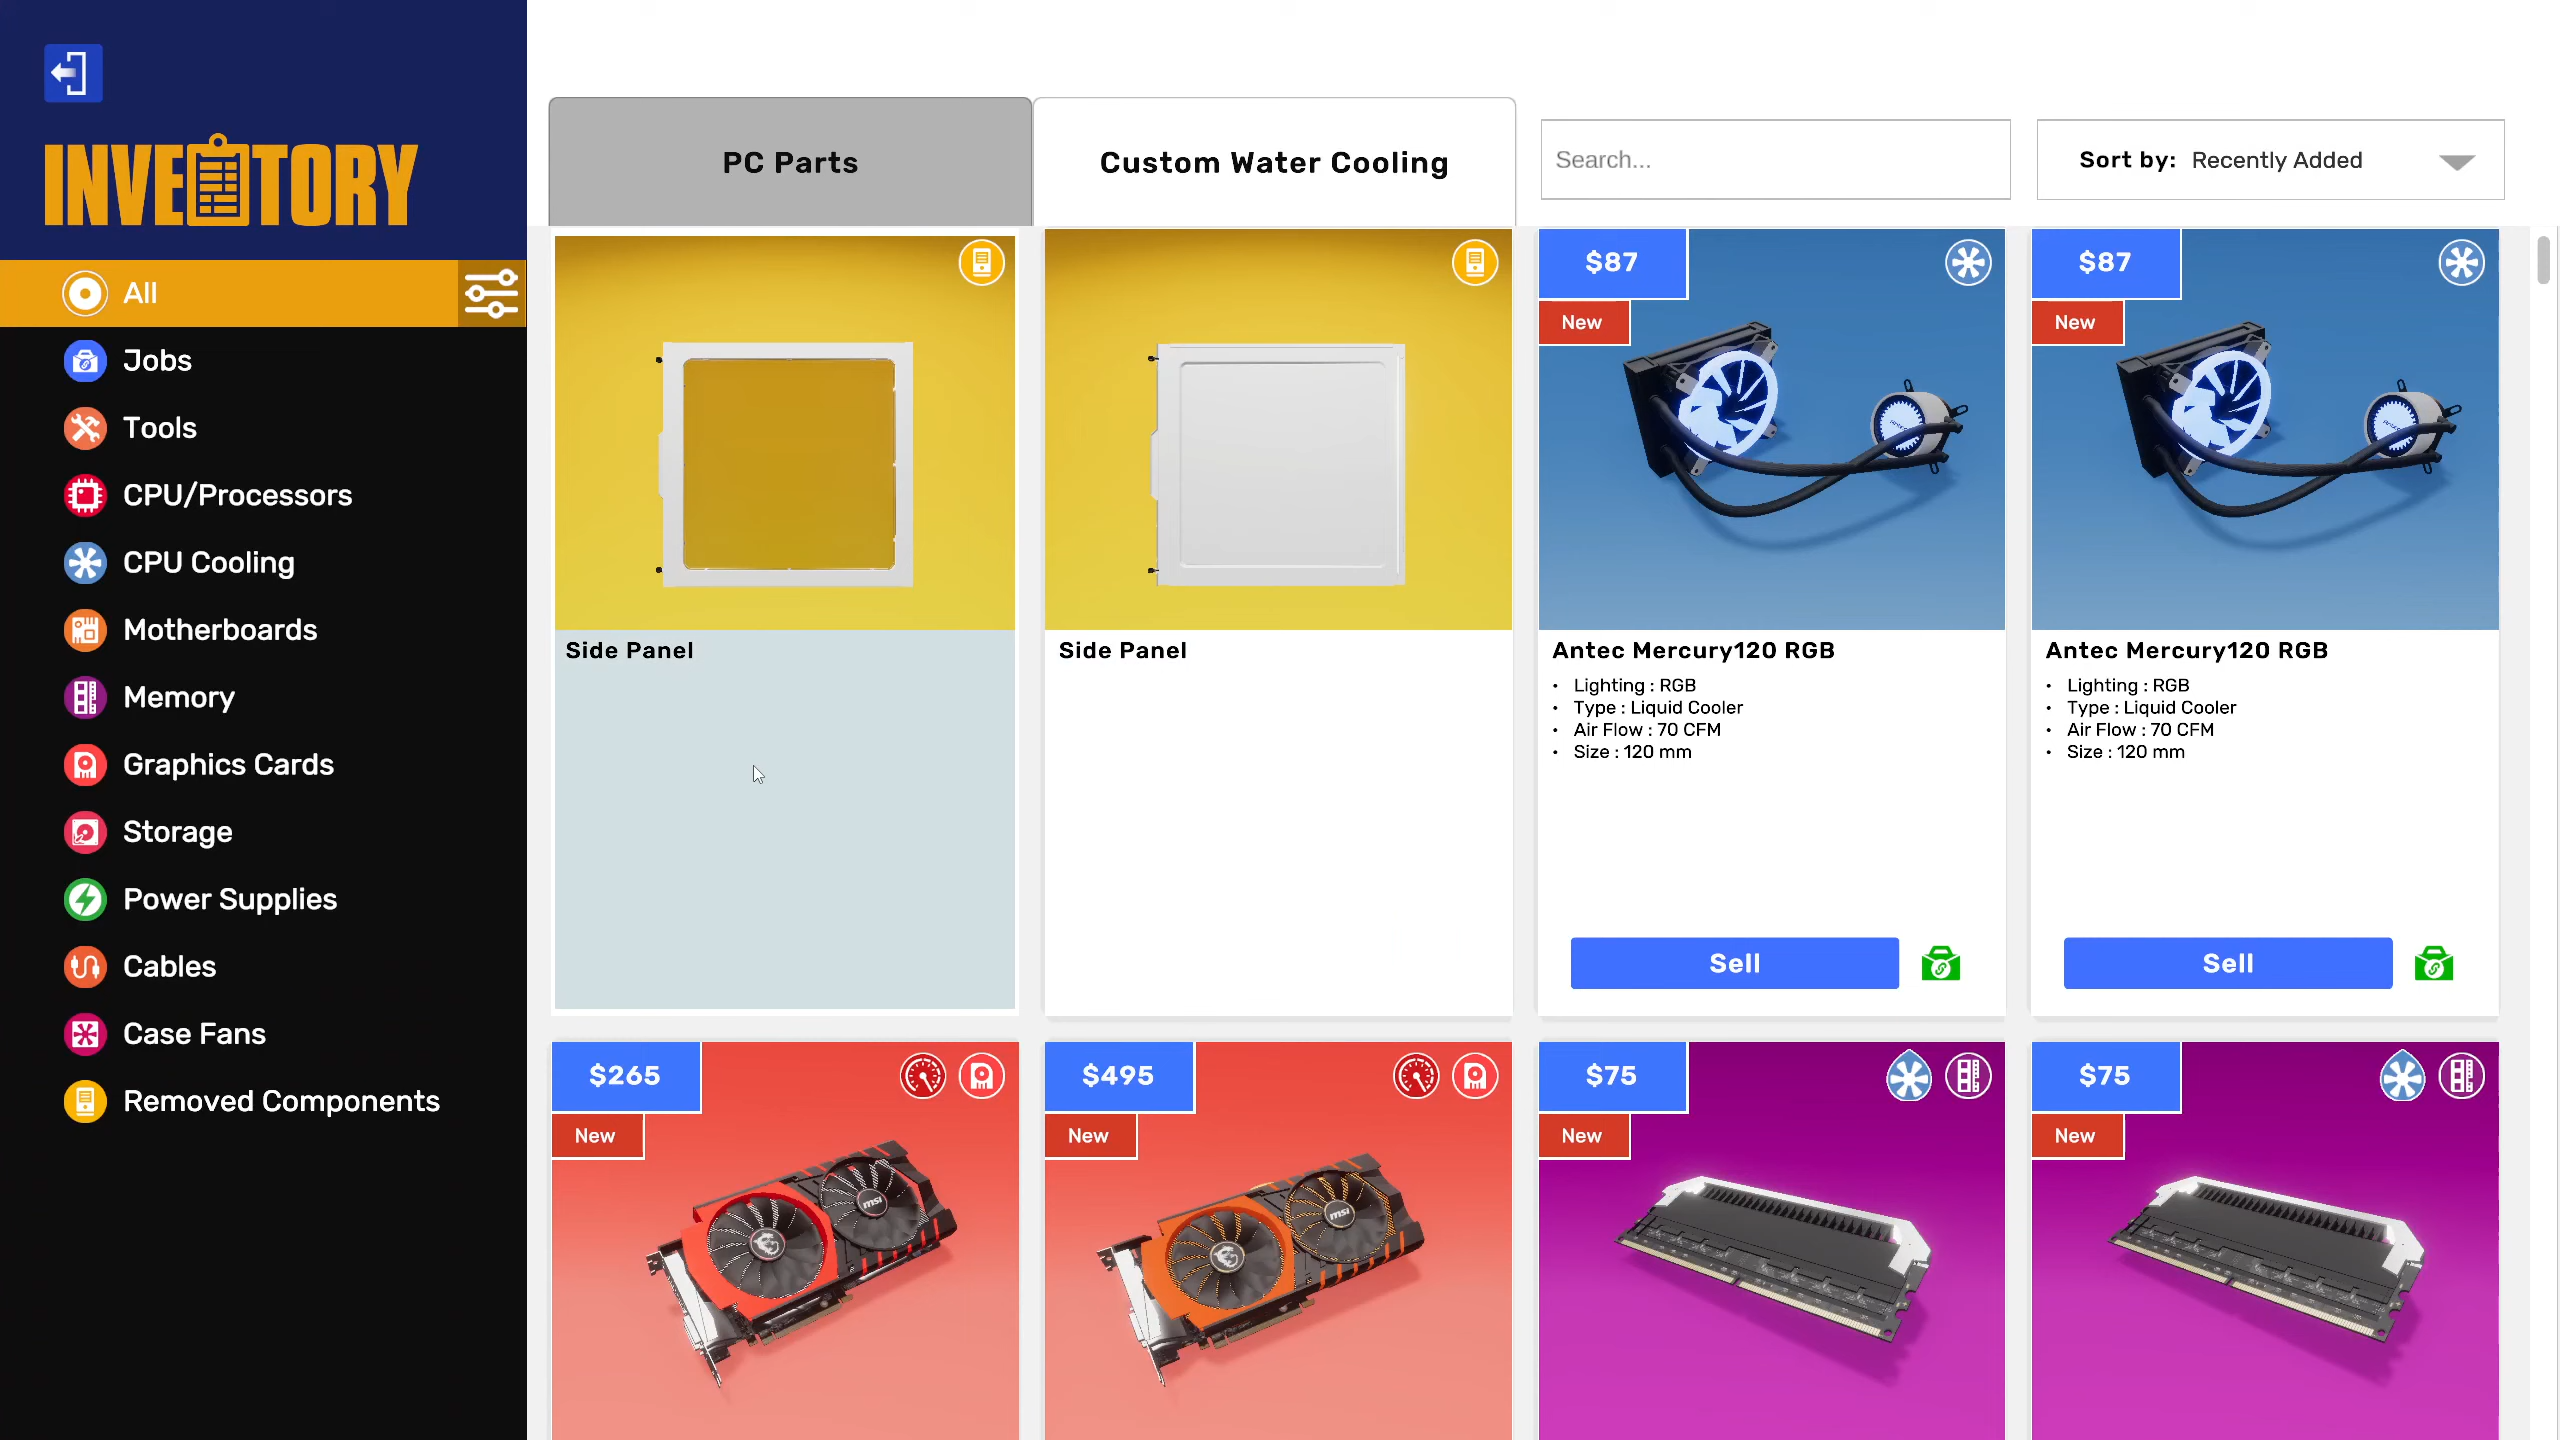 INVENTORY
All
Jobs
Tools
CPU/Processors
CPU Cooling
Motherboards
Memory
Graphics Cards
Storage
Power Supplies
Cables
Case Fans
Removed Components
PC Parts
Custom Water Cooling
Search...
Sort by: Recently Added
Side Panel
Side Panel
$87
New
Antec Mercury120 RGB
• Lighting : RGB
• Type : Liquid Cooler
• Air Flow : 70 CFM
• Size : 120 mm
Sell
$87
New
Antec Mercury120 RGB
• Lighting : RGB
• Type : Liquid Cooler
• Air Flow : 70 CFM
• Size : 120 mm
Sell
$265
New
msi
$495
New
msi
$75
New
$75
New